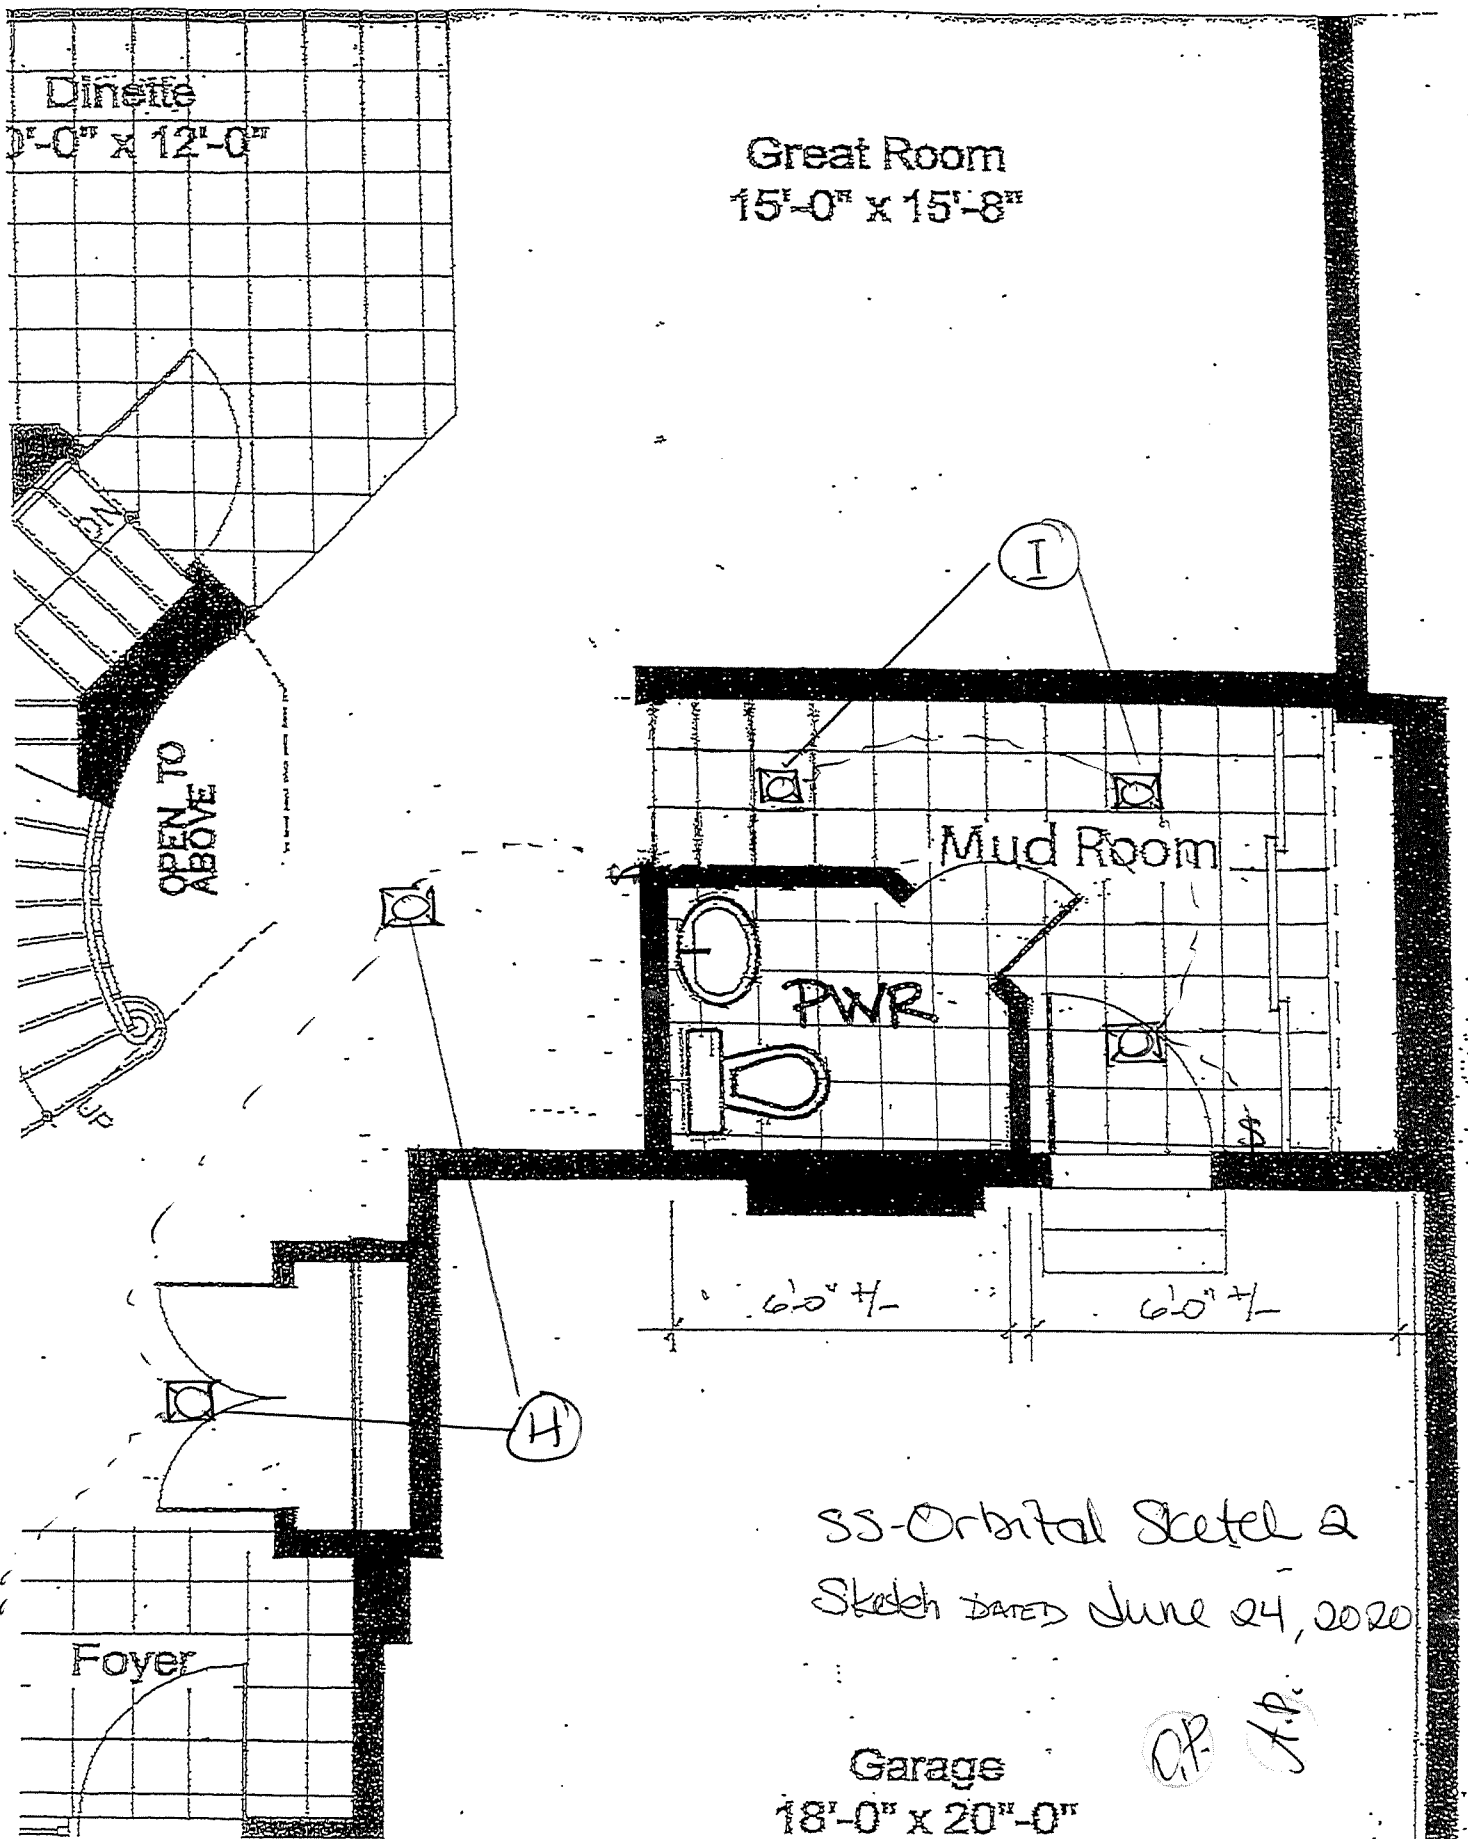 Dinette
0'-0" x 12'-0"
Great Room
15'-0" x 15'-8"
DN
I
OPEN TO
ABOVE
Mud Room
PWR
UP
$
6'-0" +/-
6'-0" +/-
H
SS-Orbital Sketch 2
Sketch DATED June 24, 2020
Foyer
O.P.
A.P.
Garage
18'-0" x 20"-0"